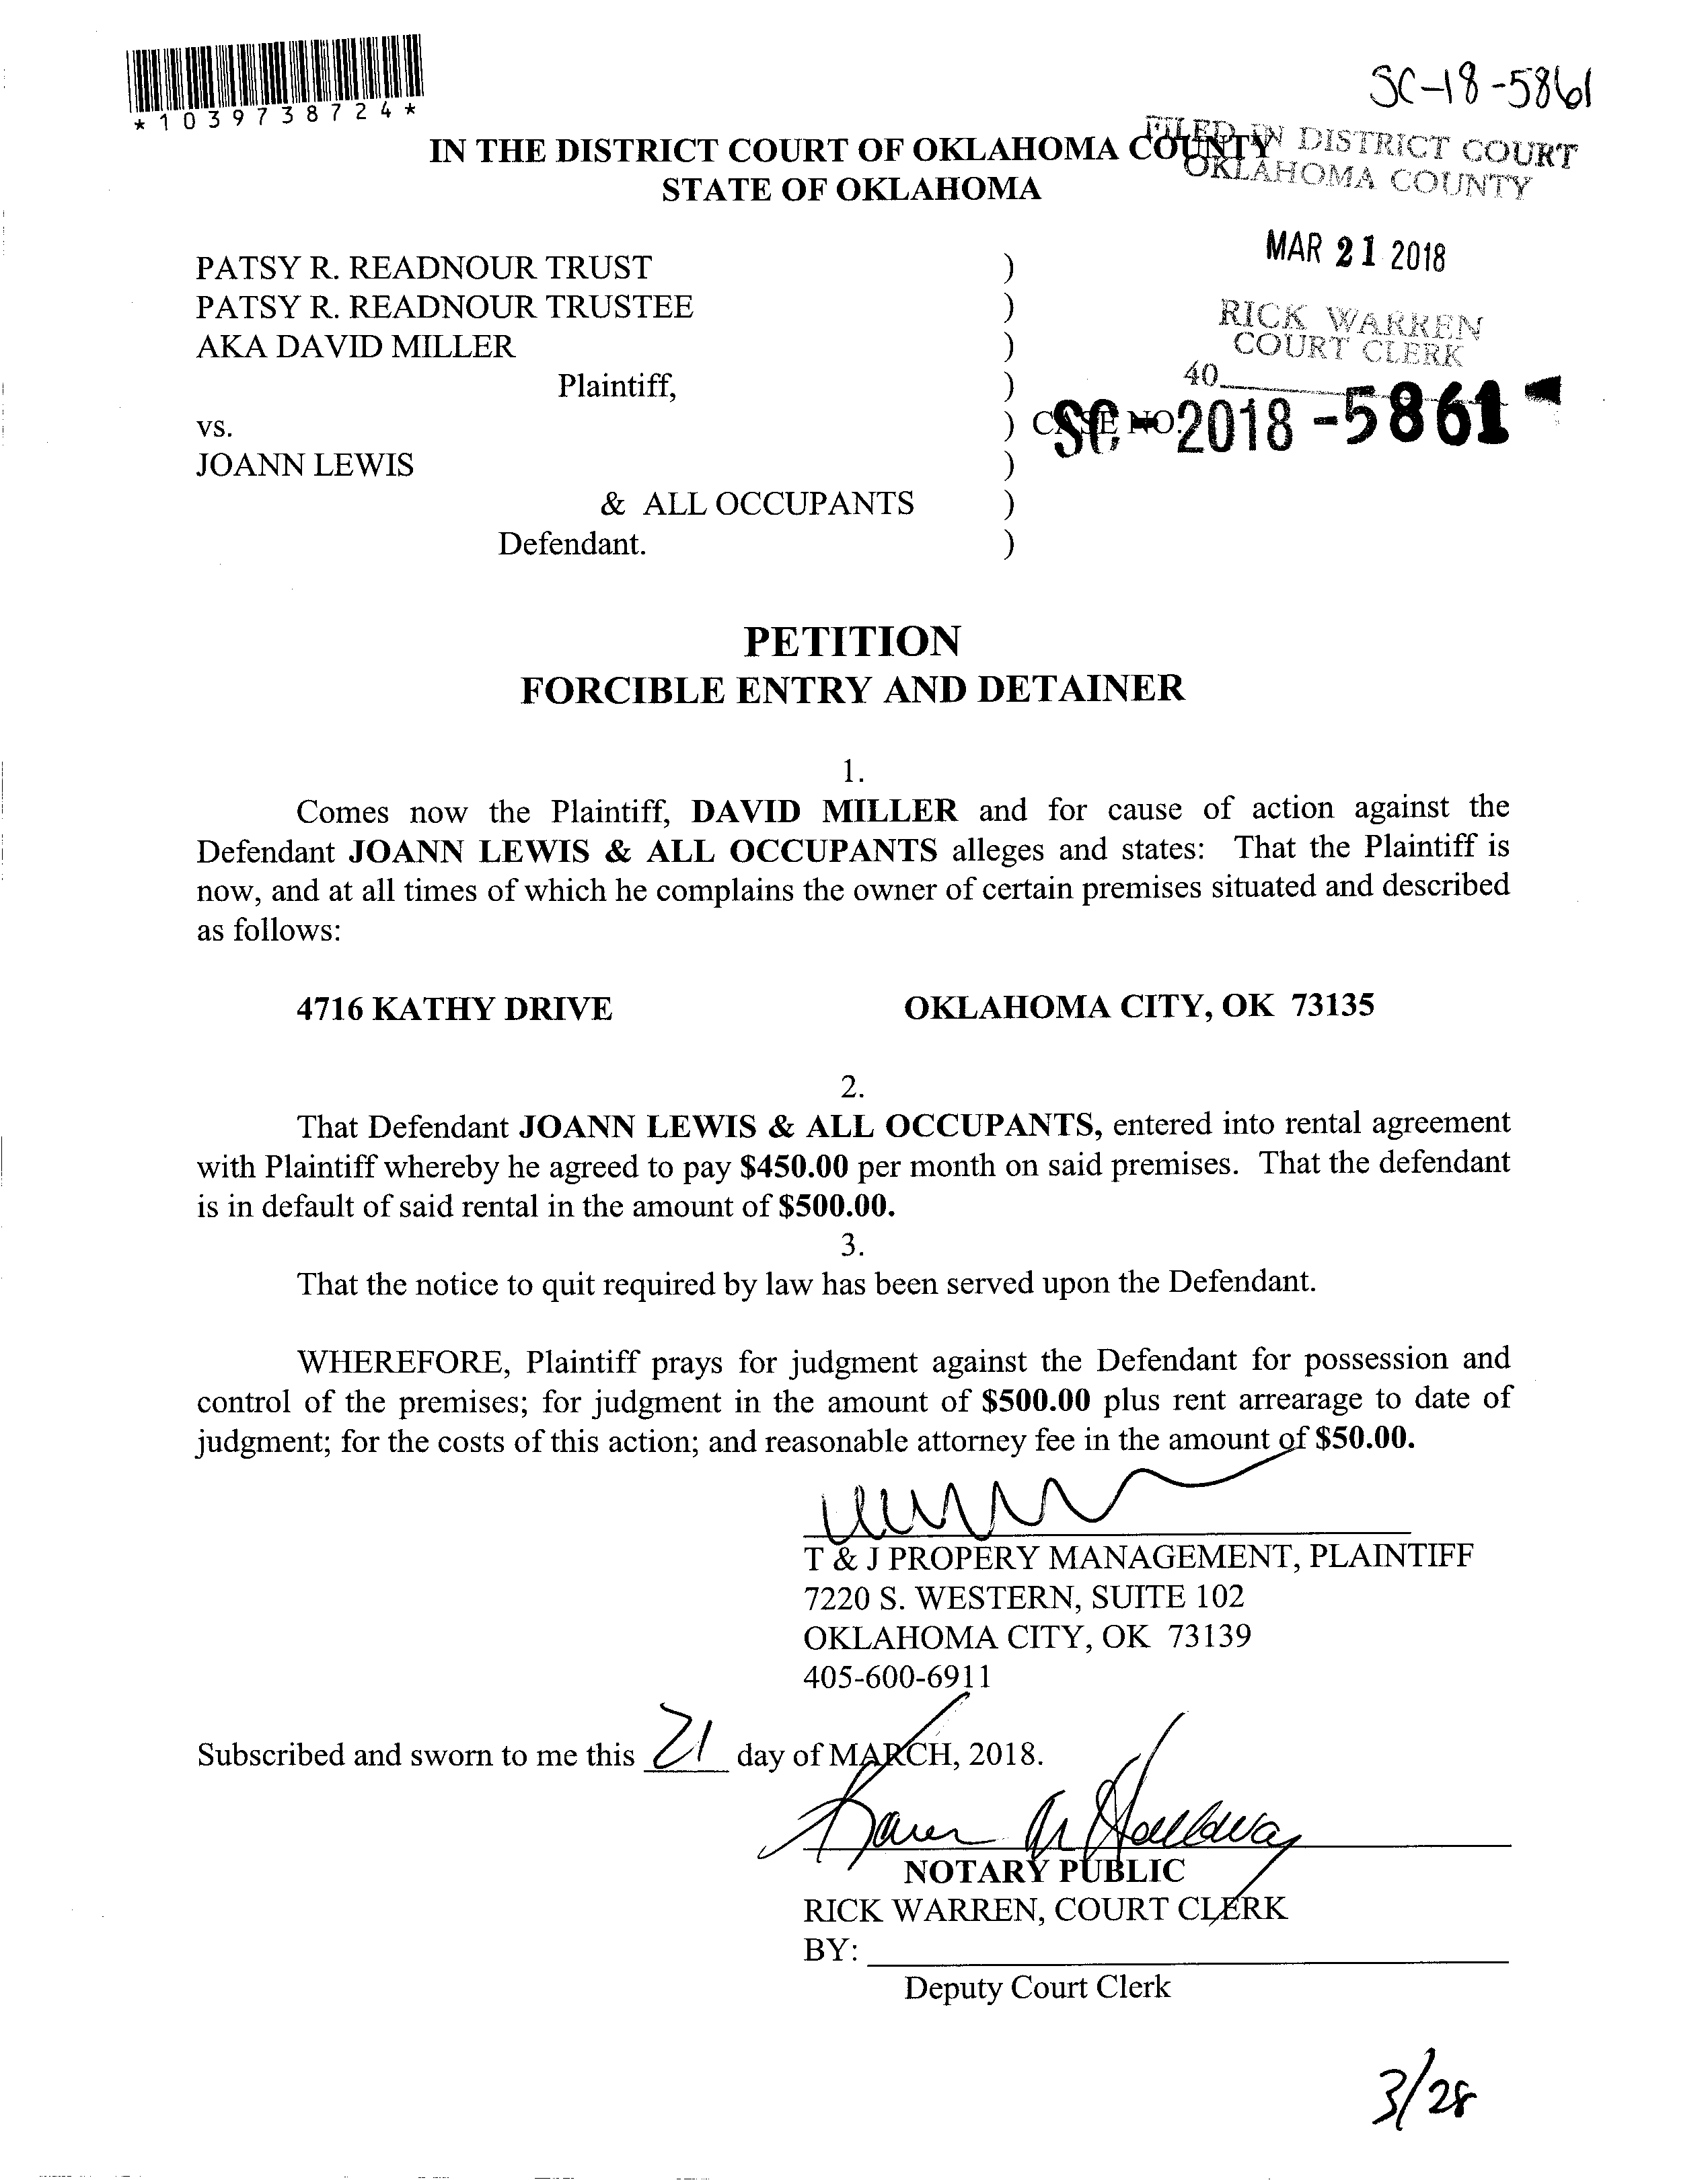 *1039738724*
SC-18-5861
IN THE DISTRICT COURT OF OKLAHOMA COUNTY
STATE OF OKLAHOMA
FILED IN DISTRICT COURT
OKLAHOMA COUNTY
MAR 21 2018
RICK WARREN
COURT CLERK
40
PATSY R. READNOUR TRUST )
PATSY R. READNOUR TRUSTEE )
AKA DAVID MILLER )
Plaintiff, )
vs. ) CASE NO. SC-2018-5861
JOANN LEWIS )
& ALL OCCUPANTS )
Defendant. )
PETITION
FORCIBLE ENTRY AND DETAINER
1.
Comes now the Plaintiff, DAVID MILLER and for cause of action against the
Defendant JOANN LEWIS & ALL OCCUPANTS alleges and states: That the Plaintiff is
now, and at all times of which he complains the owner of certain premises situated and described
as follows:
4716 KATHY DRIVE OKLAHOMA CITY, OK 73135
2.
That Defendant JOANN LEWIS & ALL OCCUPANTS, entered into rental agreement
with Plaintiff whereby he agreed to pay $450.00 per month on said premises. That the defendant
is in default of said rental in the amount of $500.00.
3.
That the notice to quit required by law has been served upon the Defendant.
WHEREFORE, Plaintiff prays for judgment against the Defendant for possession and
control of the premises; for judgment in the amount of $500.00 plus rent arrearage to date of
judgment; for the costs of this action; and reasonable attorney fee in the amount of $50.00.
T & J PROPERY MANAGEMENT, PLAINTIFF
7220 S. WESTERN, SUITE 102
OKLAHOMA CITY, OK 73139
405-600-6911
Subscribed and sworn to me this 21 day of MARCH, 2018.
NOTARY PUBLIC
RICK WARREN, COURT CLERK
BY:
Deputy Court Clerk
3/28